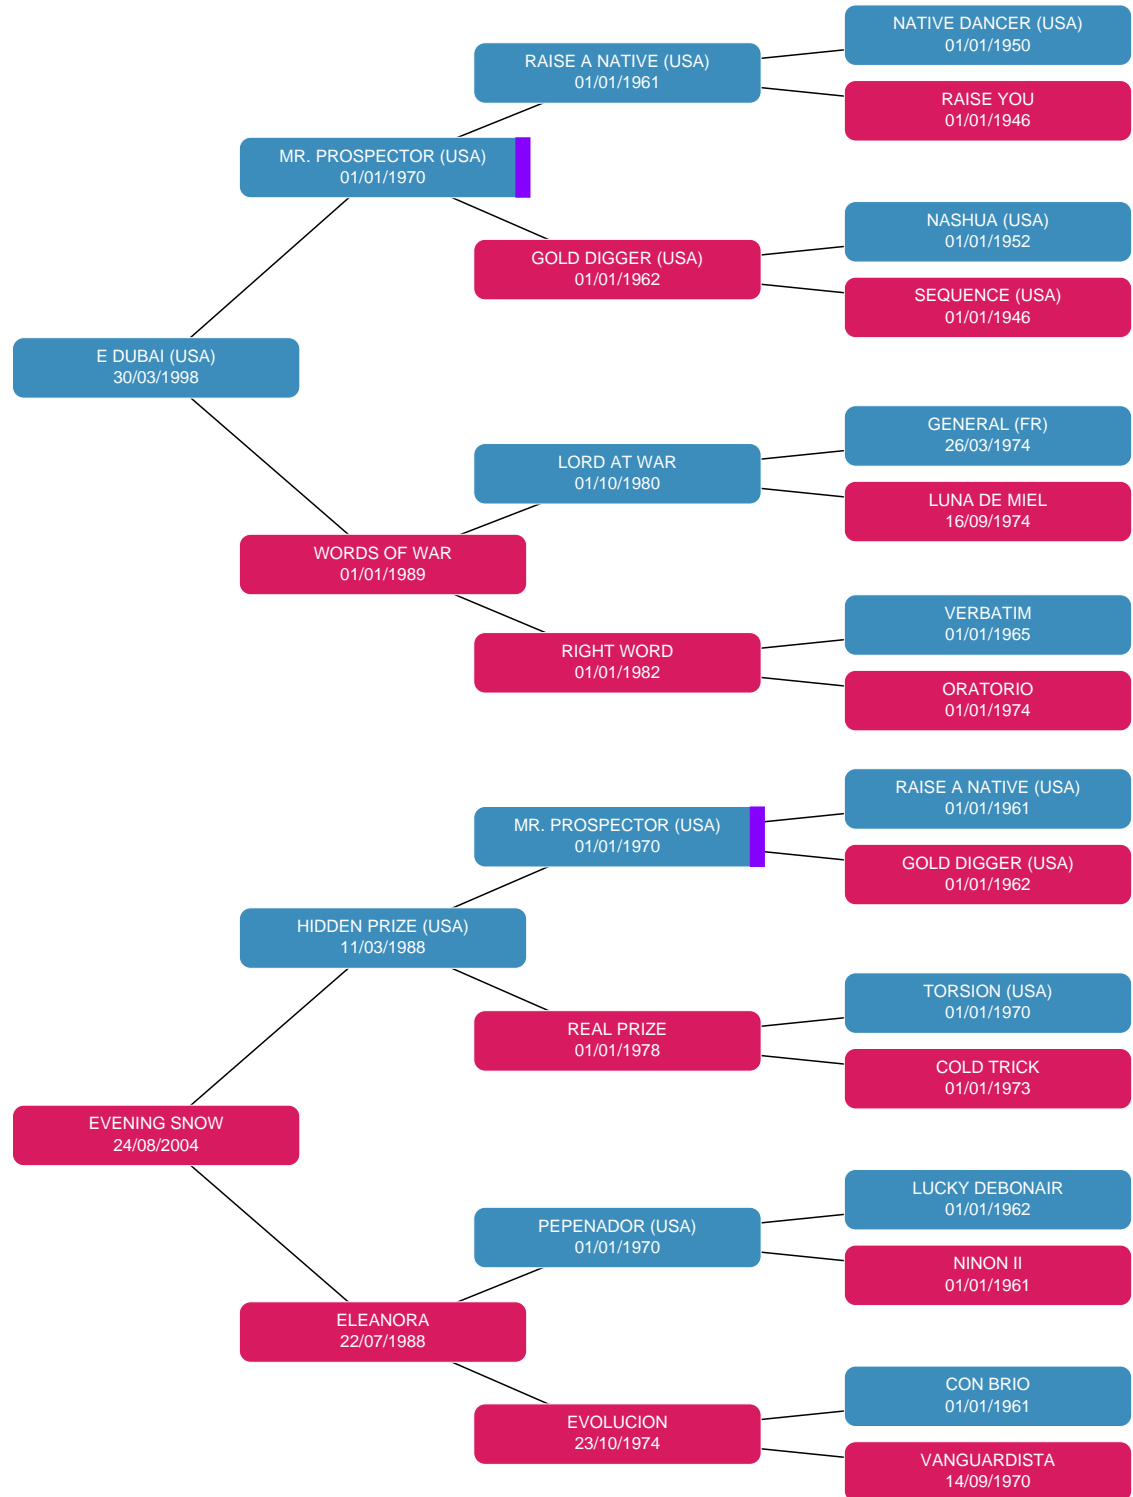 NATIVE DANCER (USA)
01/01/1950
RAISE A NATIVE (USA)
01/01/1961
RAISE YOU
01/01/1946
MR. PROSPECTOR (USA)
01/01/1970
NASHUA (USA)
01/01/1952
GOLD DIGGER (USA)
01/01/1962
SEQUENCE (USA)
01/01/1946
E DUBAI (USA)
30/03/1998
GENERAL (FR)
26/03/1974
LORD AT WAR
01/10/1980
LUNA DE MIEL
16/09/1974
WORDS OF WAR
01/01/1989
VERBATIM
01/01/1965
RIGHT WORD
01/01/1982
ORATORIO
01/01/1974
RAISE A NATIVE (USA)
01/01/1961
MR. PROSPECTOR (USA)
01/01/1970
GOLD DIGGER (USA)
01/01/1962
HIDDEN PRIZE (USA)
11/03/1988
TORSION (USA)
01/01/1970
REAL PRIZE
01/01/1978
COLD TRICK
01/01/1973
EVENING SNOW
24/08/2004
LUCKY DEBONAIR
01/01/1962
PEPENADOR (USA)
01/01/1970
NINON II
01/01/1961
ELEANORA
22/07/1988
CON BRIO
01/01/1961
EVOLUCION
23/10/1974
VANGUARDISTA
14/09/1970